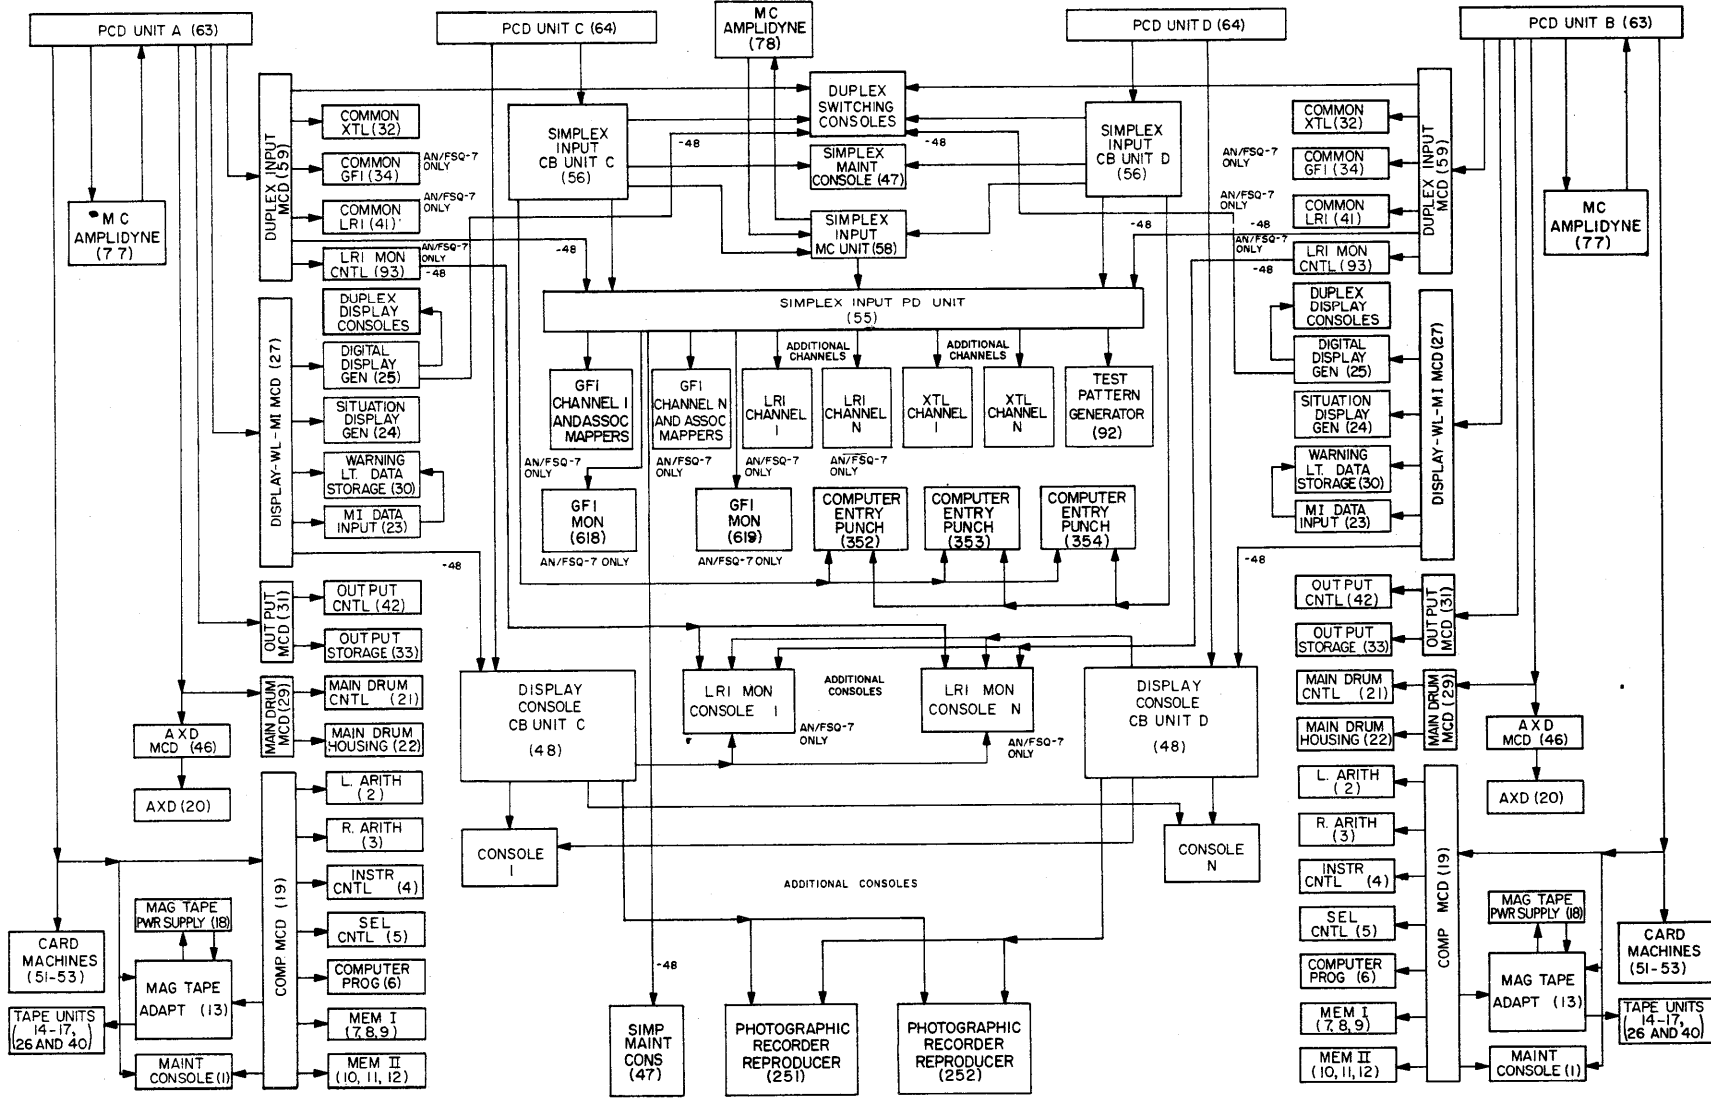 PCD UNIT A (63)
PCD UNIT C (64)
MC
AMPLIDYNE
(78)
PCD UNIT D (64)
PCD UNIT B (63)
DUPLEX INPUT
MCD (59)
COMMON
XTL (32)
COMMON
GFI (34)
AN/FSQ-7
ONLY
COMMON
LRI (41)
AN/FSQ-7
ONLY
LRI MON
CNTL (93)
AN/FSQ-7
ONLY
-48
MC
AMPLIDYNE
(77)
SIMPLEX
INPUT
CB UNIT C
(56)
DUPLEX
SWITCHING
CONSOLES
-48
-48
SIMPLEX
MAINT
CONSOLE (47)
SIMPLEX
INPUT
MC UNIT (58)
SIMPLEX
INPUT
CB UNIT D
(56)
-48
-48
-48
COMMON
XTL (32)
AN/FSQ-7
ONLY
COMMON
GFI (34)
AN/FSQ-7
ONLY
COMMON
LRI (41)
-48
AN/FSQ-7
ONLY
-48
LRI MON
CNTL (93)
DUPLEX INPUT
MCD (59)
MC
AMPLIDYNE
(77)
SIMPLEX INPUT PD UNIT
(55)
DISPLAY-WL-MI MCD (27)
DUPLEX
DISPLAY
CONSOLES
DIGITAL
DISPLAY
GEN (25)
SITUATION
DISPLAY
GEN (24)
WARNING
LT. DATA
STORAGE (30)
MI DATA
INPUT (23)
-48
ADDITIONAL
CHANNELS
ADDITIONAL
CHANNELS
GFI
CHANNEL I
AND ASSOC
MAPPERS
GFI
CHANNEL N
AND ASSOC
MAPPERS
LRI
CHANNEL
I
LRI
CHANNEL
N
XTL
CHANNEL
I
XTL
CHANNEL
N
TEST
PATTERN
GENERATOR
(92)
AN/FSQ-7
ONLY
AN/FSQ-7
ONLY
AN/FSQ-7
ONLY
AN/FSQ-7
ONLY
GFI
MON
(618)
AN/FSQ-7 ONLY
GFI
MON
(619)
AN/FSQ-7 ONLY
COMPUTER
ENTRY
PUNCH
(352)
COMPUTER
ENTRY
PUNCH
(353)
COMPUTER
ENTRY
PUNCH
(354)
DUPLEX
DISPLAY
CONSOLES
DIGITAL
DISPLAY
GEN (25)
SITUATION
DISPLAY
GEN (24)
WARNING
LT. DATA
STORAGE (30)
MI DATA
INPUT (23)
DISPLAY-WL-MI MCD (27)
-48
OUTPUT
MCD (31)
OUTPUT
CNTL (42)
OUTPUT
STORAGE (33)
OUTPUT
CNTL (42)
OUTPUT
STORAGE (33)
OUTPUT
MCD (31)
MAIN DRUM
MCD (29)
MAIN DRUM
CNTL (21)
MAIN DRUM
HOUSING (22)
AXD
MCD (46)
AXD (20)
DISPLAY
CONSOLE
CB UNIT C
(48)
LRI MON
CONSOLE I
AN/FSQ-7
ONLY
ADDITIONAL
CONSOLES
LRI MON
CONSOLE N
AN/FSQ-7
ONLY
DISPLAY
CONSOLE
CB UNIT D
(48)
MAIN DRUM
CNTL (21)
MAIN DRUM
HOUSING (22)
MAIN DRUM
MCD (29)
AXD
MCD (46)
AXD (20)
CONSOLE
I
CONSOLE
N
ADDITIONAL CONSOLES
COMP. MCD (19)
L. ARITH
(2)
R. ARITH
(3)
INSTR
CNTL (4)
SEL
CNTL (5)
COMPUTER
PROG (6)
MEM I
(7, 8, 9)
MEM II
(10, 11, 12)
MAG TAPE
PWR SUPPLY (18)
MAG TAPE
ADAPT (13)
MAINT
CONSOLE (1)
CARD
MACHINES
(51-53)
TAPE UNITS
(14-17,
26 AND 40)
-48
SIMP
MAINT
CONS
(47)
PHOTOGRAPHIC
RECORDER
REPRODUCER
(251)
PHOTOGRAPHIC
RECORDER
REPRODUCER
(252)
L. ARITH
(2)
R. ARITH
(3)
INSTR
CNTL (4)
SEL
CNTL (5)
COMPUTER
PROG (6)
MEM I
(7, 8, 9)
MEM II
(10, 11, 12)
COMP MCD (19)
MAG TAPE
PWR SUPPLY (18)
MAG TAPE
ADAPT (13)
MAINT
CONSOLE (1)
CARD
MACHINES
(51-53)
TAPE UNITS
(14-17,
26 AND 40)